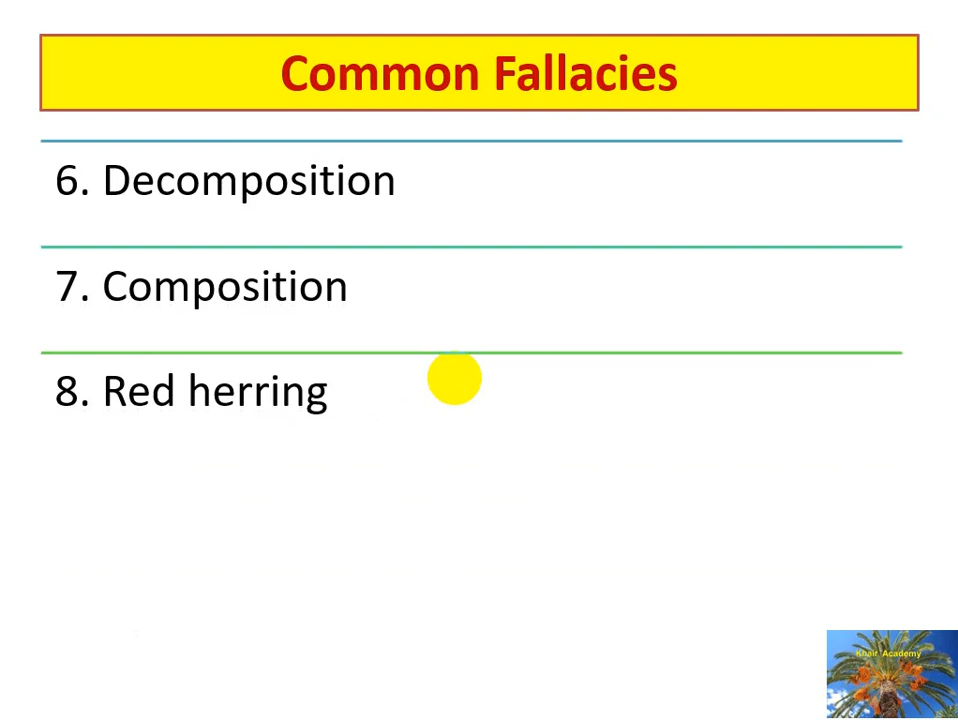 Common Fallacies
6. Decomposition
7. Composition
8. Red herring
Khair Academy